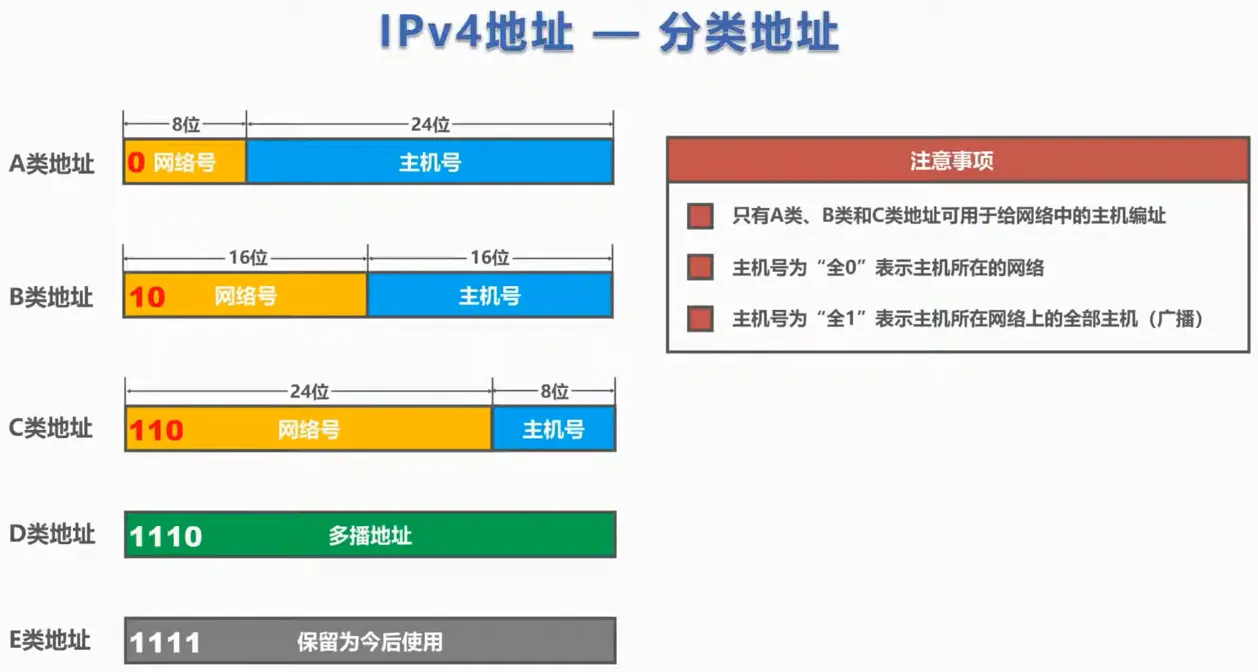 IPv4地址 — 分类地址
8位 24位
A类地址 0 网络号 主机号
16位 16位
B类地址 10 网络号 主机号
24位 8位
C类地址 110 网络号 主机号
D类地址 1110 多播地址
E类地址 1111 保留为今后使用
注意事项
只有A类、B类和C类地址可用于给网络中的主机编址
主机号为“全0”表示主机所在的网络
主机号为“全1”表示主机所在网络上的全部主机（广播）